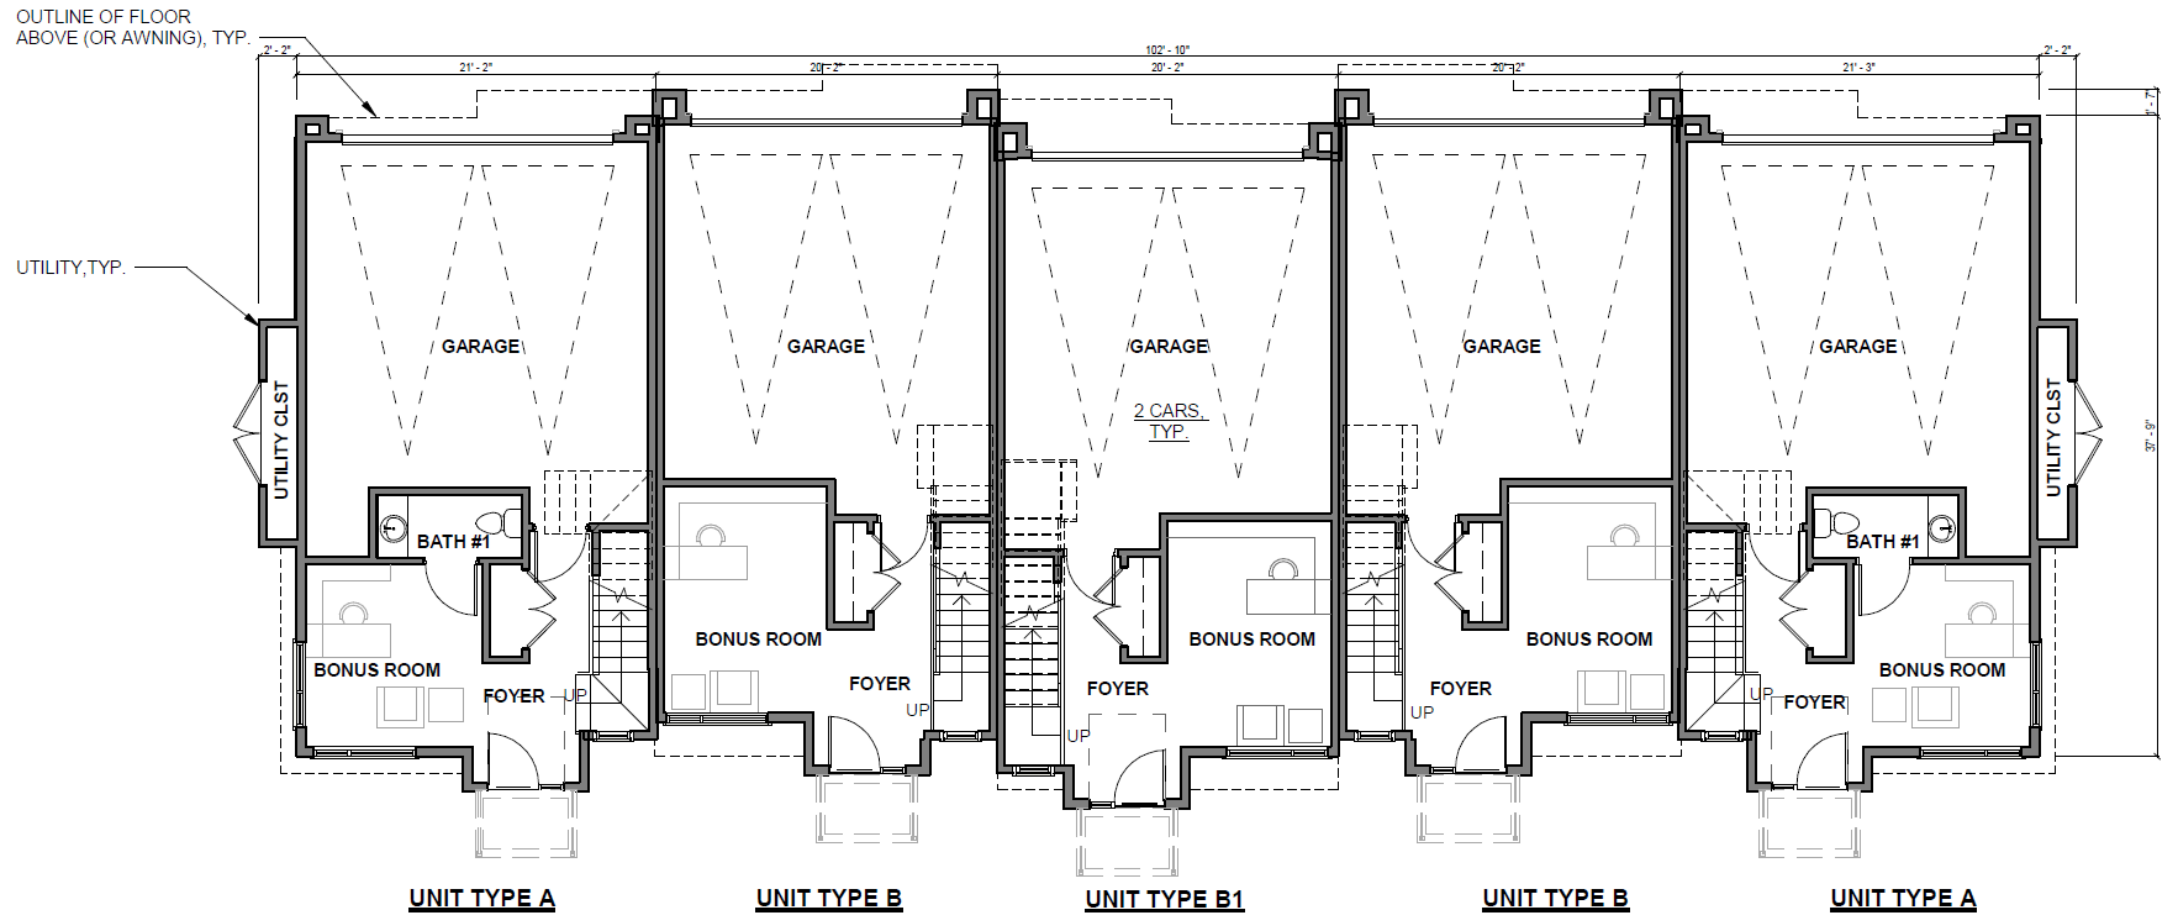 OUTLINE OF FLOOR
ABOVE (OR AWNING), TYP.
2' - 2"
102' - 10"
2' - 2"
21' - 2"
20' - 2"
20' - 2"
20' - 2"
21' - 3"
1' - 7"
37' - 9"
UTILITY,TYP.
UTILITY CLST
GARAGE
GARAGE
GARAGE
GARAGE
GARAGE
UTILITY CLST
2 CARS,
TYP.
BATH #1
BATH #1
BONUS ROOM
BONUS ROOM
BONUS ROOM
BONUS ROOM
BONUS ROOM
FOYER
UP
FOYER
UP
FOYER
UP
FOYER
UP
FOYER
UP
UNIT TYPE A
UNIT TYPE B
UNIT TYPE B1
UNIT TYPE B
UNIT TYPE A